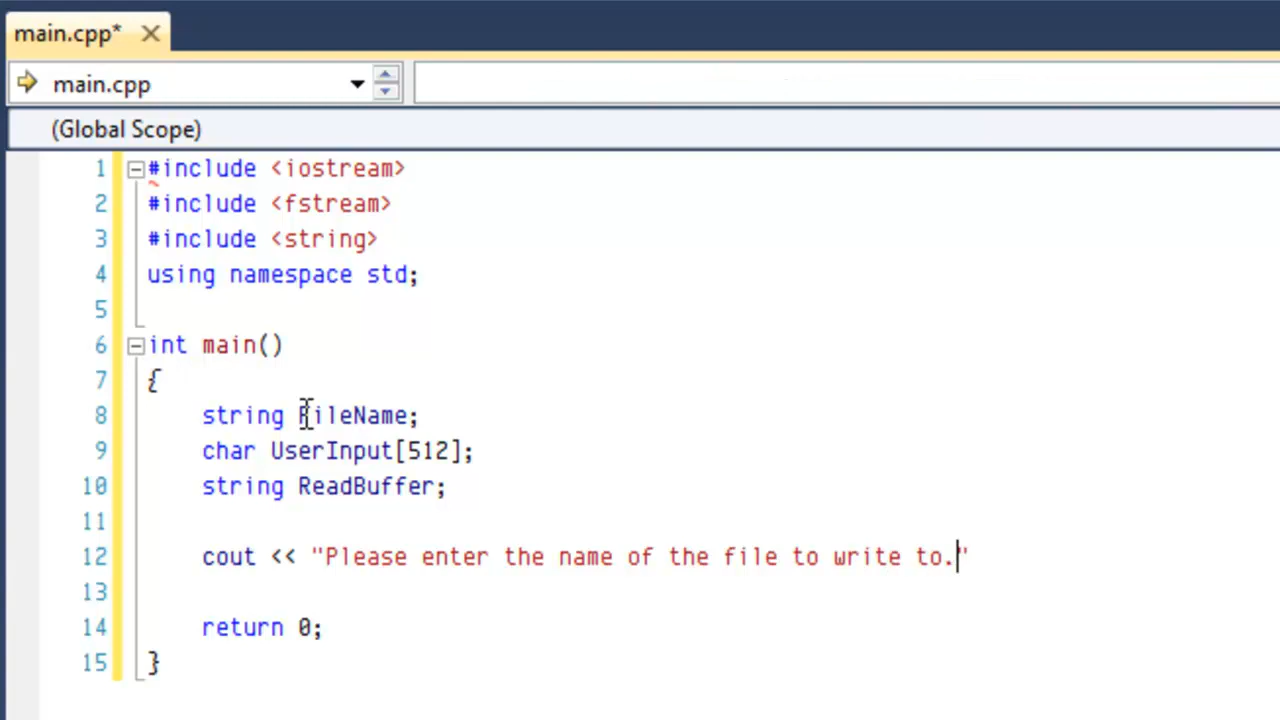 main.cpp*
main.cpp
(Global Scope)
1 #include <iostream>
2 #include <fstream>
3 #include <string>
4 using namespace std;
5
6 int main()
7 {
8 string FileName;
9 char UserInput[512];
10 string ReadBuffer;
11
12 cout << "Please enter the name of the file to write to."
13
14 return 0;
15 }